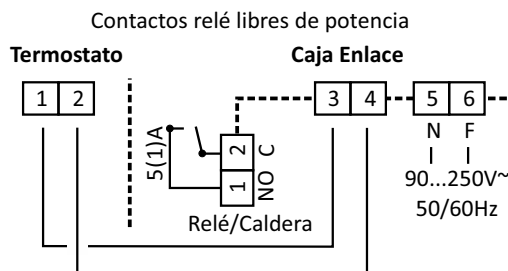 Contactos relé libres de potencia
Termostato
Caja Enlace
1 2
3 4
5 6
N F
5(1)A
2 C
1 NO
90...250V~
50/60Hz
Relé/Caldera